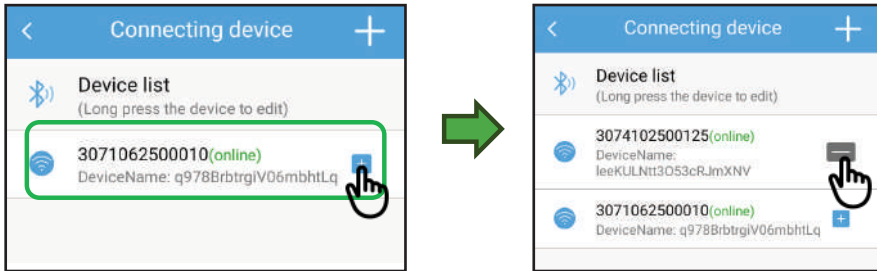 Connecting device
Device list
(Long press the device to edit)
3071062500010(online)
DeviceName: q978BrbtrgiV06mbhtLq
Connecting device
Device list
(Long press the device to edit)
3074102500125(online)
DeviceName:
leeKULNtt3O53cRJmXNV
3071062500010(online)
DeviceName: q978BrbtrgiV06mbhtLq